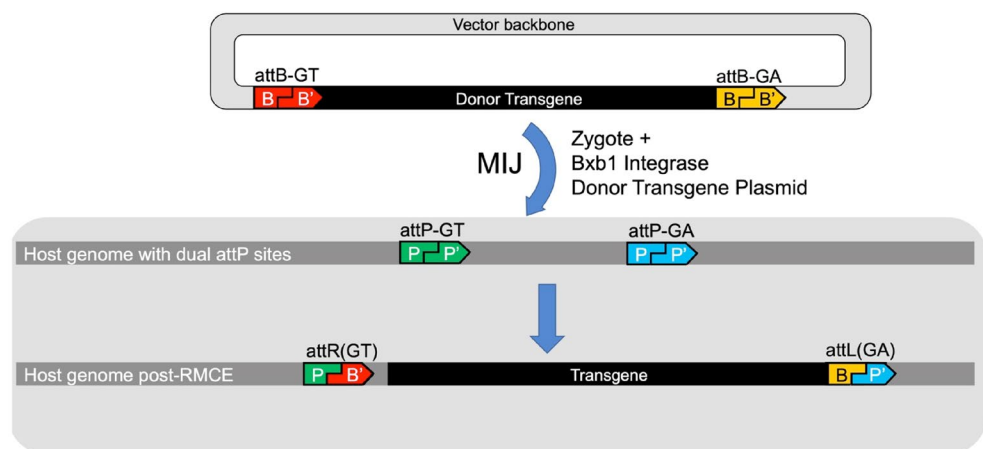 Vector backbone
attB-GT
attB-GA
B B'
Donor Transgene
B B'
MIJ
Zygote +
Bxb1 Integrase
Donor Transgene Plasmid
attP-GT
attP-GA
Host genome with dual attP sites
P P'
P P'
attR(GT)
attL(GA)
Host genome post-RMCE
P B'
Transgene
B P'